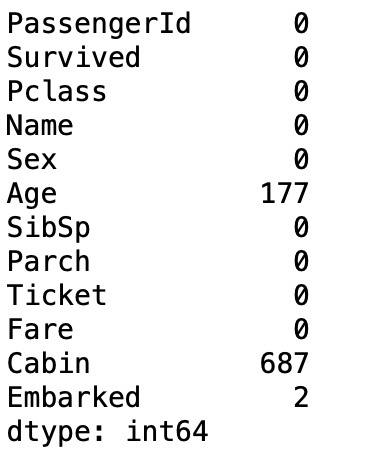 PassengerId 0
Survived 0
Pclass 0
Name 0
Sex 0
Age 177
SibSp 0
Parch 0
Ticket 0
Fare 0
Cabin 687
Embarked 2
dtype: int64